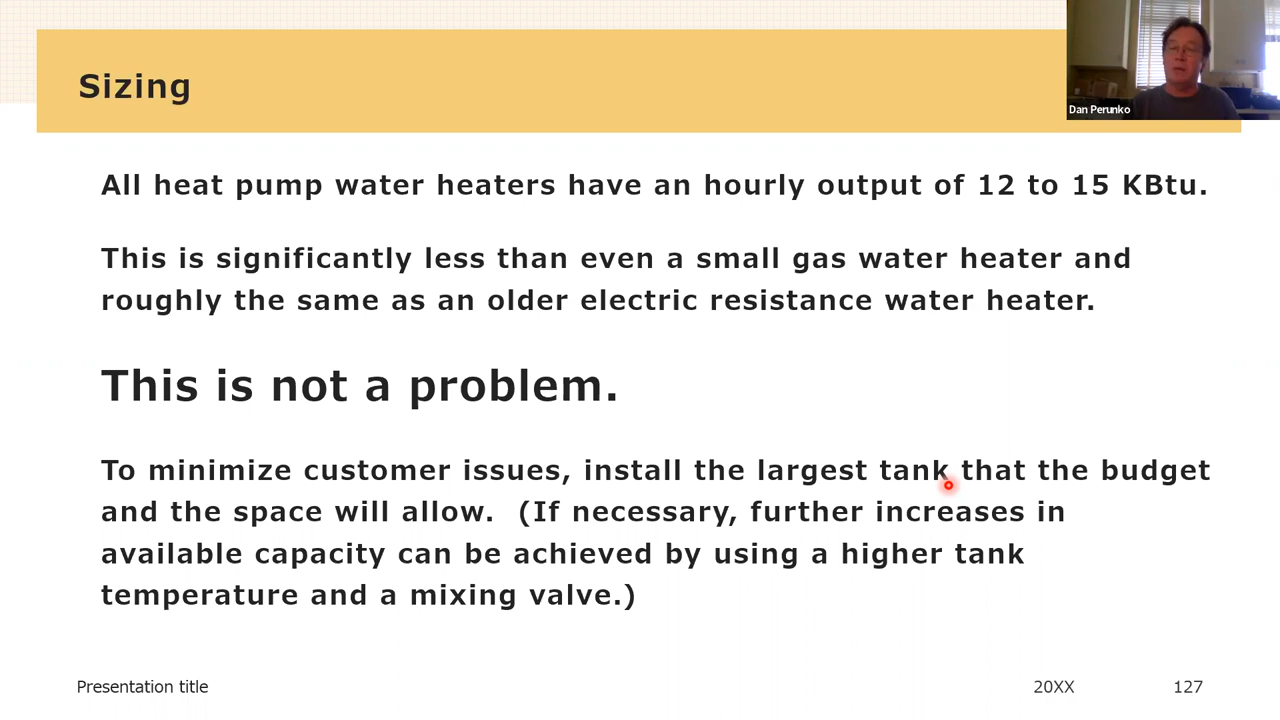 Sizing
Dan Perunko
All heat pump water heaters have an hourly output of 12 to 15 KBtu.
This is significantly less than even a small gas water heater and
roughly the same as an older electric resistance water heater.
This is not a problem.
To minimize customer issues, install the largest tank that the budget
and the space will allow.  (If necessary, further increases in
available capacity can be achieved by using a higher tank
temperature and a mixing valve.)
Presentation title
20XX
127